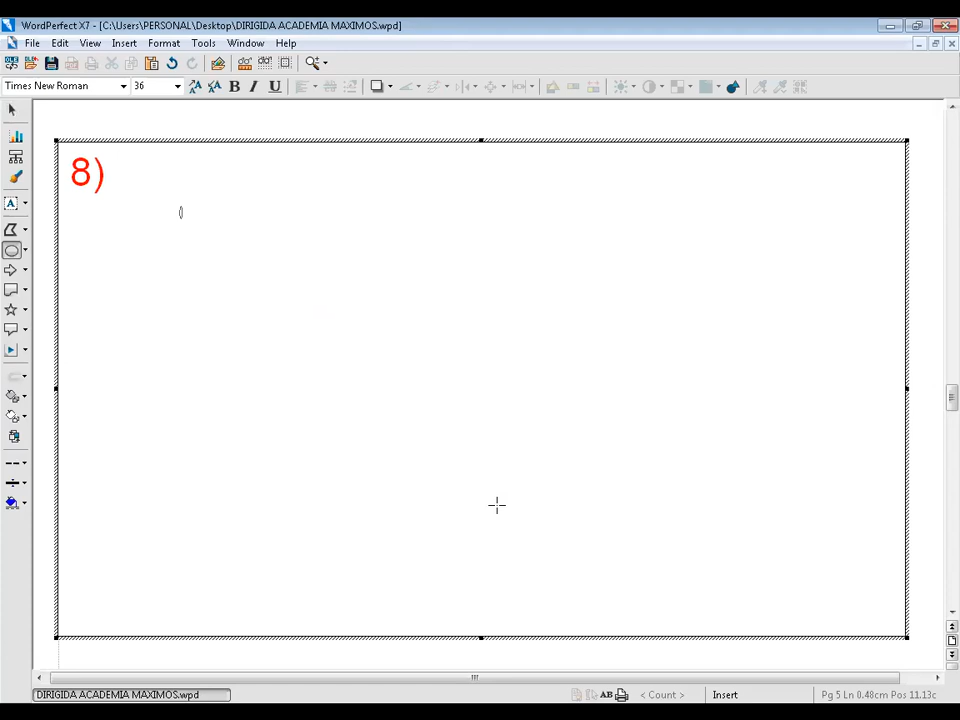 WordPerfect X7 - [C:\Users\PERSONAL\Desktop\DIRIGIDA ACADEMIA MAXIMOS.wpd]
File Edit View Insert Format Tools Window Help
Times New Roman 36 B I U
8)
DIRIGIDA ACADEMIA MAXIMOS.wpd AB < Count > Insert Pg 5 Ln 0.48cm Pos 11.13c